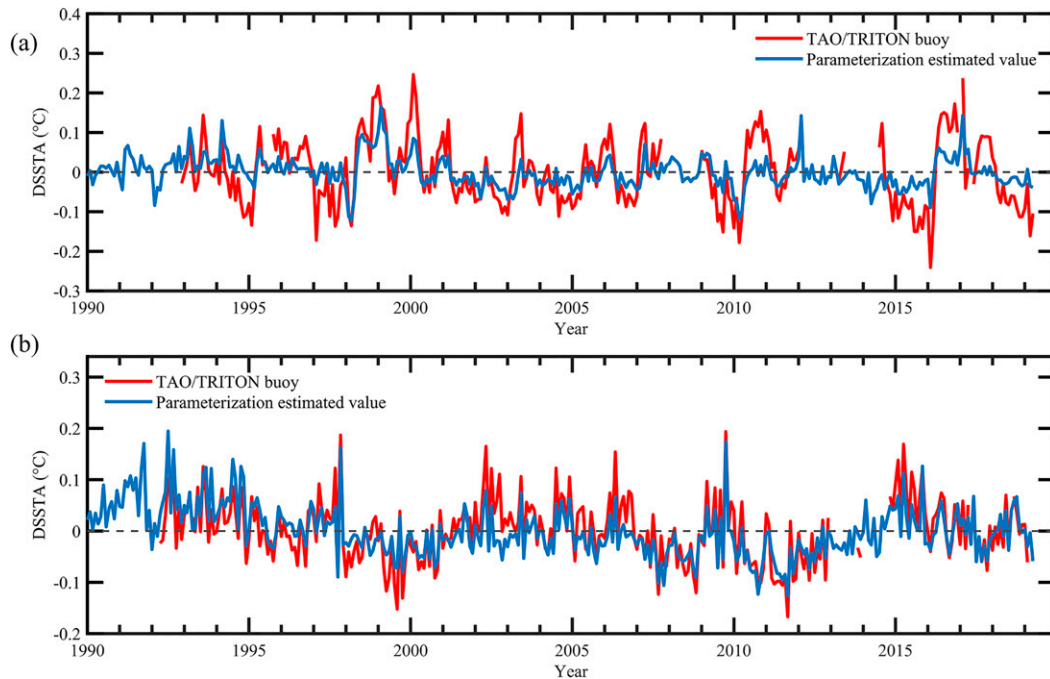 (a)
0.4
0.3
0.2
0.1
0
-0.1
-0.2
-0.3
DSSTA (°C)
TAO/TRITON buoy
Parameterization estimated value
1990 1995 2000 2005 2010 2015
Year
(b)
0.3
0.2
0.1
0
-0.1
-0.2
DSSTA (°C)
TAO/TRITON buoy
Parameterization estimated value
1990 1995 2000 2005 2010 2015
Year